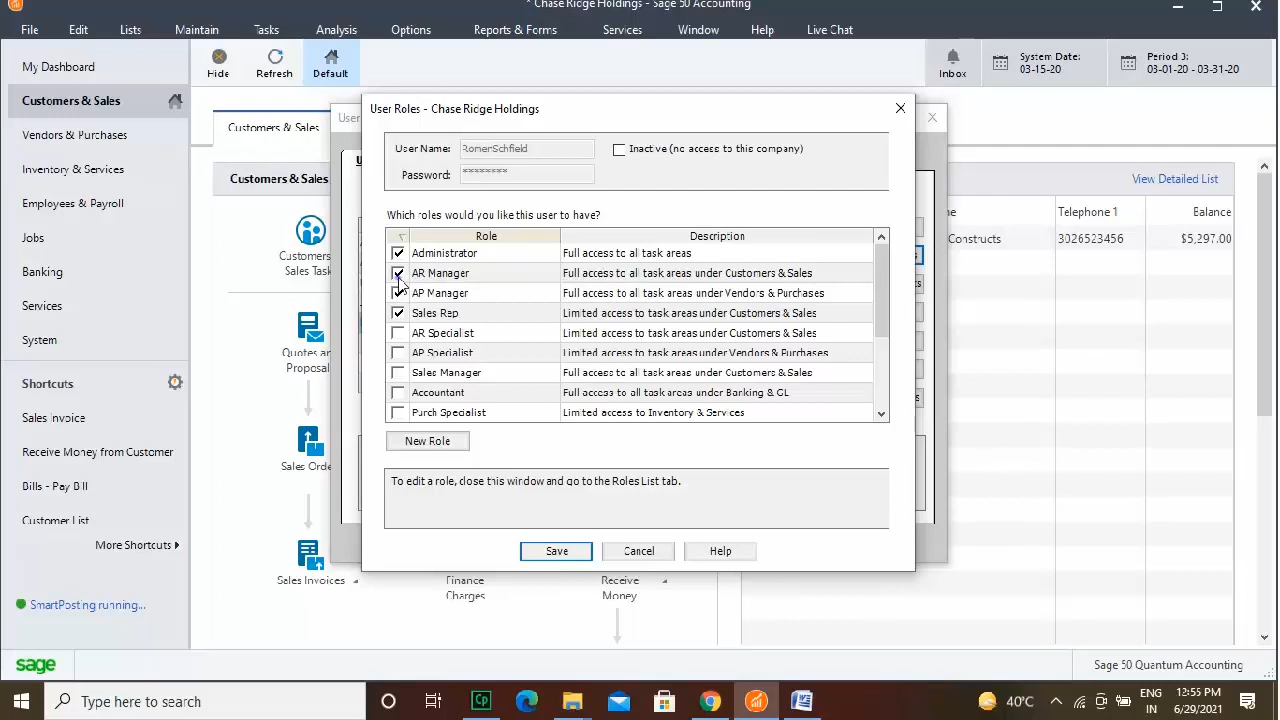 * Chase Ridge Holdings - Sage 50 Accounting
File Edit Lists Maintain Tasks Analysis Options Reports & Forms Services Window Help Live Chat
My Dashboard
Customers & Sales
Vendors & Purchases
Inventory & Services
Employees & Payroll
Jobs
Banking
Services
System
Shortcuts
Sales Invoice
Receive Money from Customer
Bills - Pay Bill
Customer List
More Shortcuts
SmartPosting running...
Hide Refresh Default
Inbox
System Date:
03-15-20
Period 3:
03-01-20 - 03-31-20
Customers & Sales
Customers & Sales
View Detailed List
Telephone 1 Balance
Constructs 3026523456 $5,297.00
Customers
Sales Task
Quotes an
Proposal
Sales Orde
Sales Invoices
Finance
Charges
Receive
Money
User
User Roles - Chase Ridge Holdings
User Name: RomerSchfield
Inactive (no access to this company)
Password: ********
Which roles would you like this user to have?
Role Description
Administrator Full access to all task areas
AR Manager Full access to all task areas under Customers & Sales
AP Manager Full access to all task areas under Vendors & Purchases
Sales Rep Limited access to task areas under Customers & Sales
AR Specialist Limited access to task areas under Customers & Sales
AP Specialist Limited access to task areas under Vendors & Purchases
Sales Manager Full access to all task areas under Customers & Sales
Accountant Full access to all task areas under Banking & GL
Purch Specialist Limited access to Inventory & Services
New Role
To edit a role, close this window and go to the Roles List tab.
Save Cancel Help
sage
Sage 50 Quantum Accounting
Type here to search
Cp
40°C
ENG
IN
12:55 PM
6/29/2021